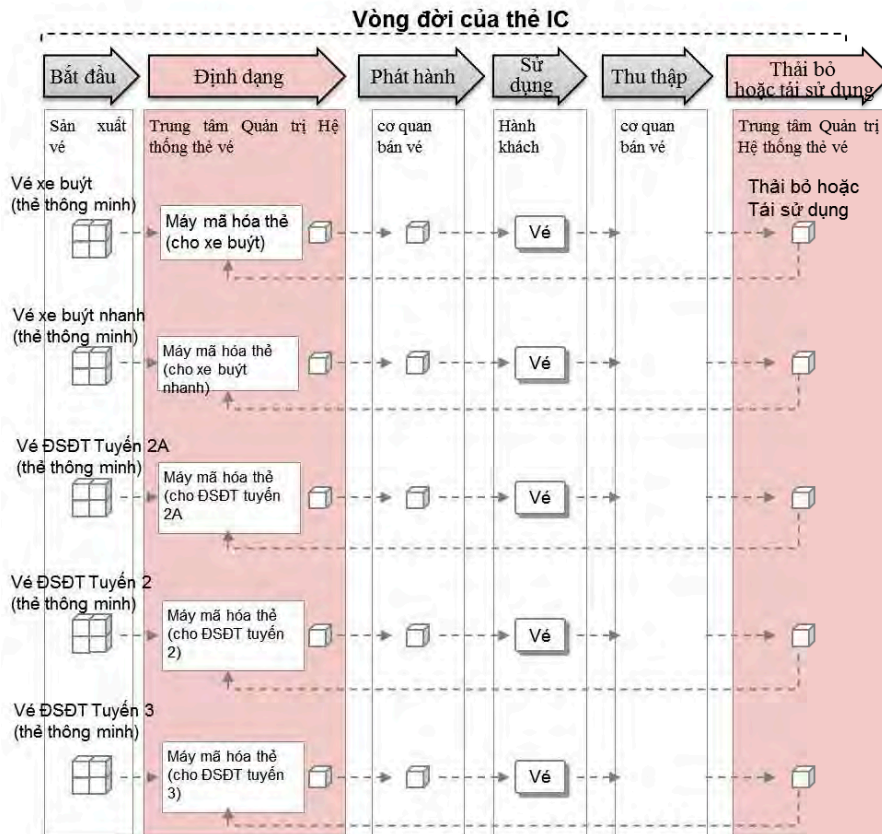 Vòng đời của thẻ IC
Bắt đầu
Định dạng
Phát hành
Sử
dụng
Thu thập
Thải bỏ
hoặc tái sử dụng
Sản xuất
vé
Trung tâm Quản trị Hệ
thống thẻ vé
cơ quan
bán vé
Hành
khách
cơ quan
bán vé
Trung tâm Quản trị
Hệ thống thẻ vé
Thải bỏ hoặc
Tái sử dụng
Vé xe buýt
(thẻ thông minh)
Máy mã hóa thẻ
(cho xe buýt)
Vé
Vé xe buýt nhanh
(thẻ thông minh)
Máy mã hóa thẻ
(cho xe buýt
nhanh)
Vé
Vé ĐSĐT Tuyến 2A
(thẻ thông minh)
Máy mã hóa thẻ
(cho ĐSĐT tuyến
2A
Vé
Vé ĐSĐT Tuyến 2
(thẻ thông minh)
Máy mã hóa thẻ
(cho ĐSĐT tuyến
2)
Vé
Vé ĐSĐT Tuyến 3
(thẻ thông minh)
Máy mã hóa thẻ
(cho ĐSĐT tuyến
3)
Vé